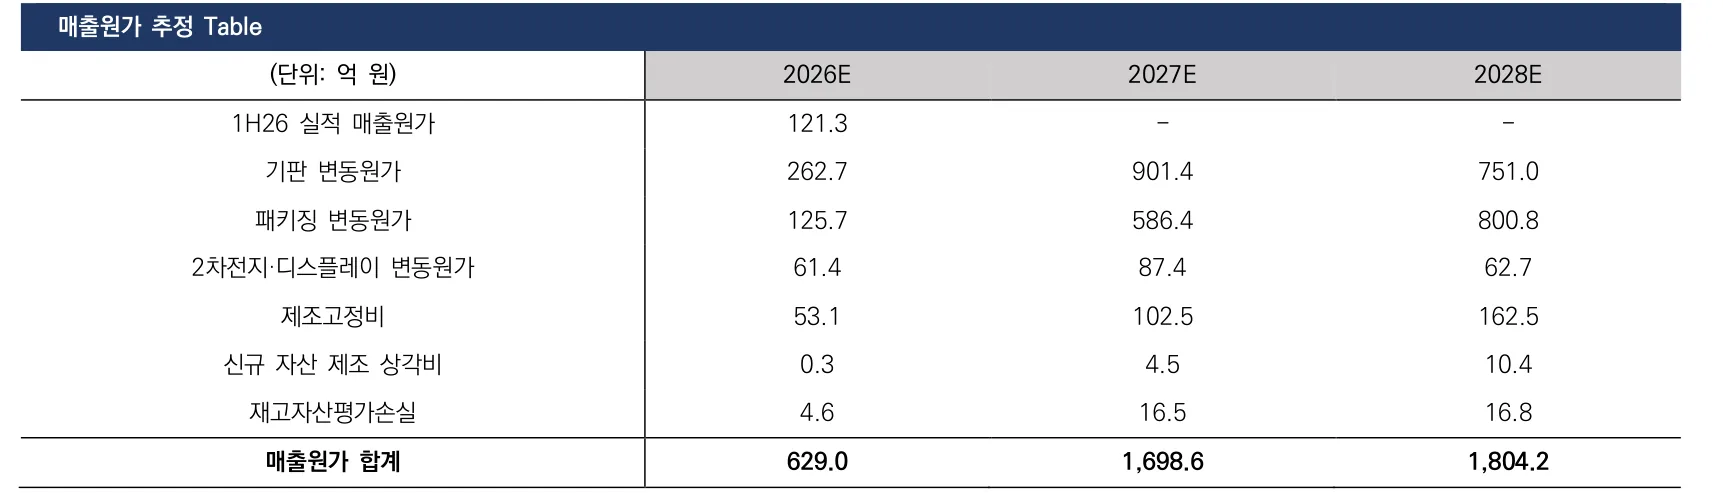 매출원가 추정 Table
(단위: 억 원) 2026E 2027E 2028E
1H26 실적 매출원가 121.3 - -
기판 변동원가 262.7 901.4 751.0
패키징 변동원가 125.7 586.4 800.8
2차전지·디스플레이 변동원가 61.4 87.4 62.7
제조고정비 53.1 102.5 162.5
신규 자산 제조 상각비 0.3 4.5 10.4
재고자산평가손실 4.6 16.5 16.8
매출원가 합계 629.0 1,698.6 1,804.2